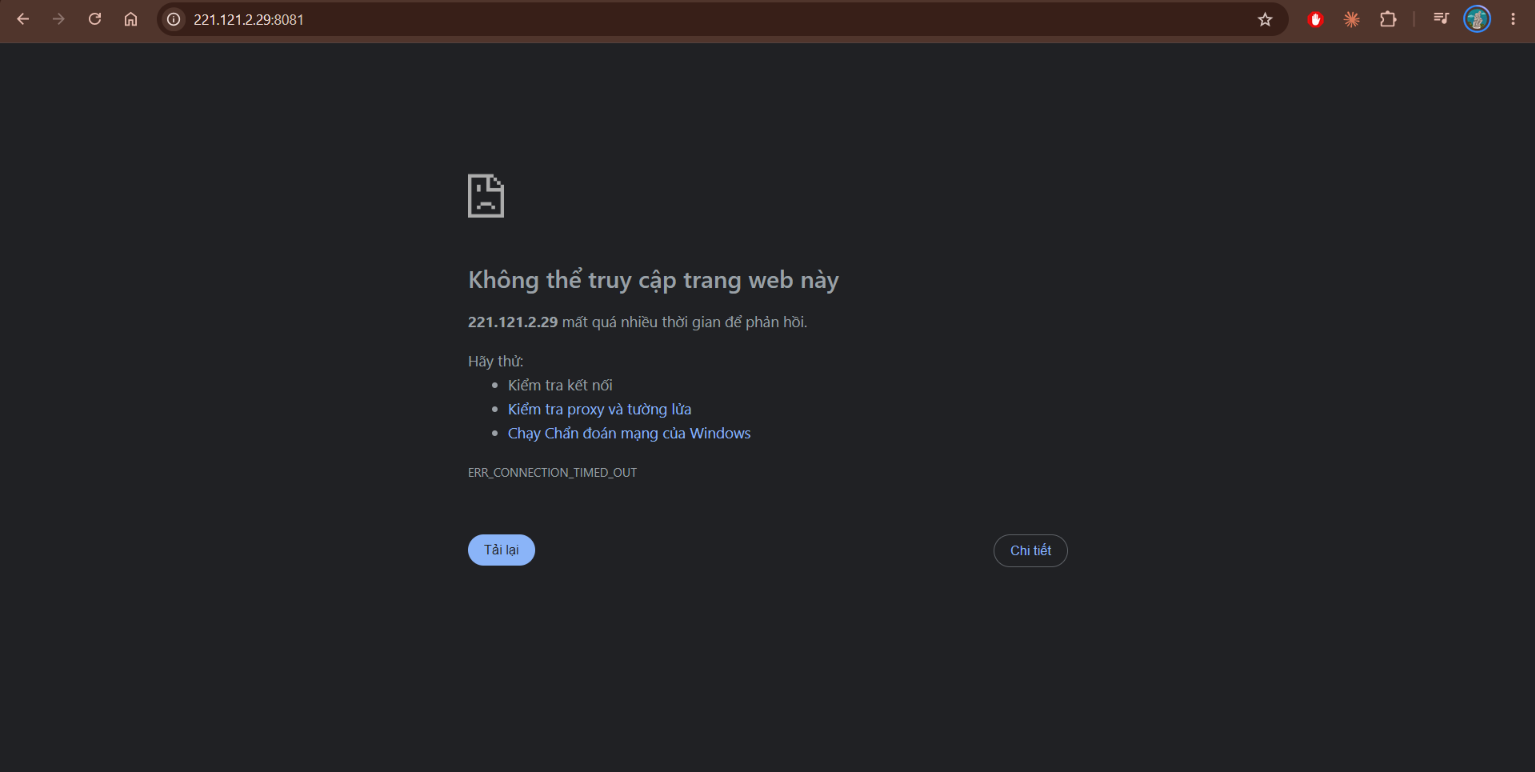 221.121.2.29:8081
Không thể truy cập trang web này
221.121.2.29 mất quá nhiều thời gian để phản hồi.
Hãy thử:
Kiểm tra kết nối
Kiểm tra proxy và tường lửa
Chạy Chẩn đoán mạng của Windows
ERR_CONNECTION_TIMED_OUT
Tải lại
Chi tiết